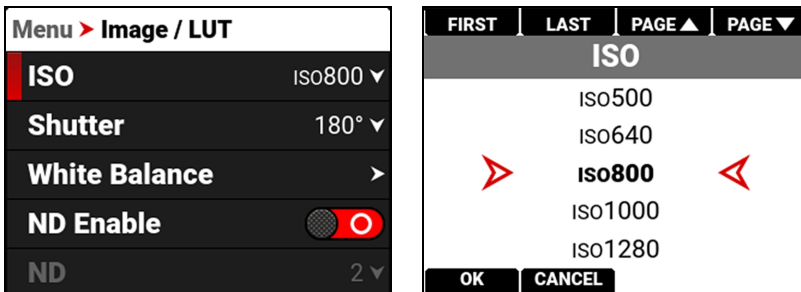 Menu > Image / LUT
ISO ISO800
Shutter 180°
White Balance >
ND Enable
ND 2
FIRST LAST PAGE▲ PAGE▼
ISO
ISO500
ISO640
ISO800
ISO1000
ISO1280
OK CANCEL